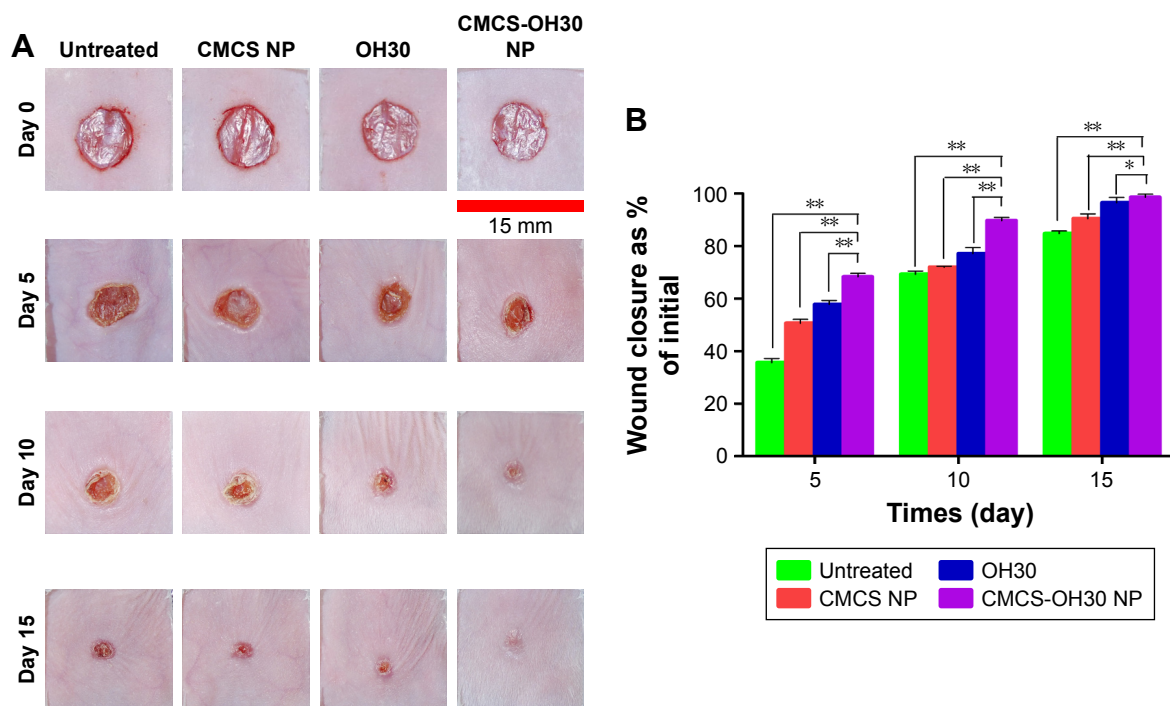 A
Untreated
CMCS NP
OH30
CMCS-OH30
NP
Day 0
15 mm
Day 5
Day 10
Day 15
B
Wound closure as %
of initial
100
80
60
40
20
0
**
**
**
**
**
**
**
**
*
5
10
15
Times (day)
Untreated
OH30
CMCS NP
CMCS-OH30 NP